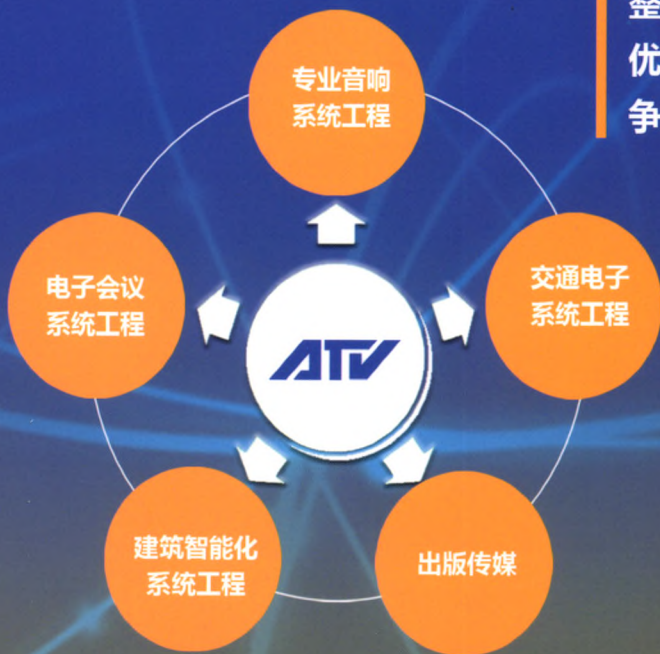 整
优
争
专业音响
系统工程
电子会议
系统工程
交通电子
系统工程
ATV
建筑智能化
系统工程
出版传媒